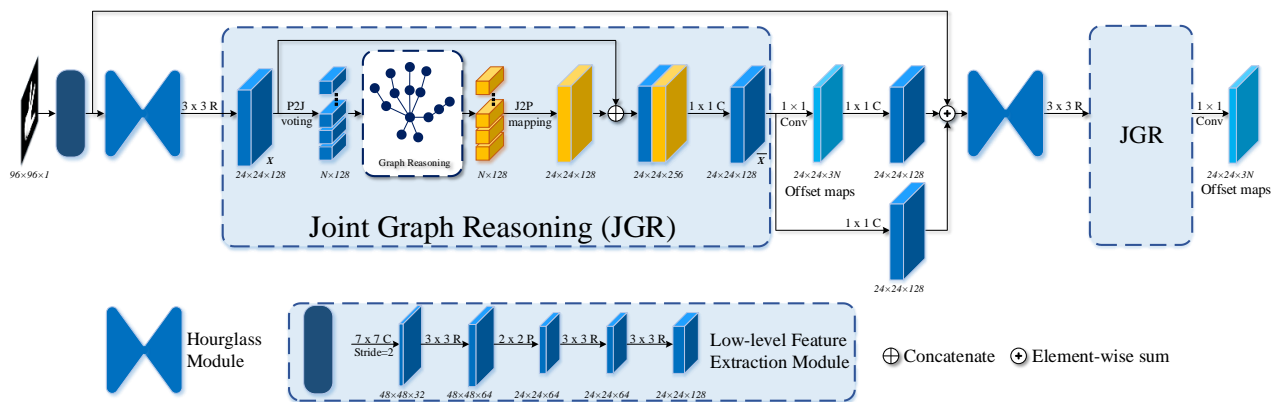 96×96×1
3 x 3 R
X
24×24×128
P2J
voting
N×128
Graph Reasoning
N×128
J2P
mapping
24×24×128
24×24×256
1 x 1 C
X
24×24×128
Joint Graph Reasoning (JGR)
1 × 1
Conv
24×24×3N
Offset maps
1 x 1 C
24×24×128
1 x 1 C
24×24×128
3 x 3 R
JGR
1 × 1
Conv
24×24×3N
Offset maps
Hourglass
Module
7 x 7 C
Stride=2
48×48×32
3 x 3 R
48×48×64
2 x 2 P
24×24×64
3 x 3 R
24×24×64
3 x 3 R
24×24×128
Low-level Feature
Extraction Module
Concatenate
Element-wise sum